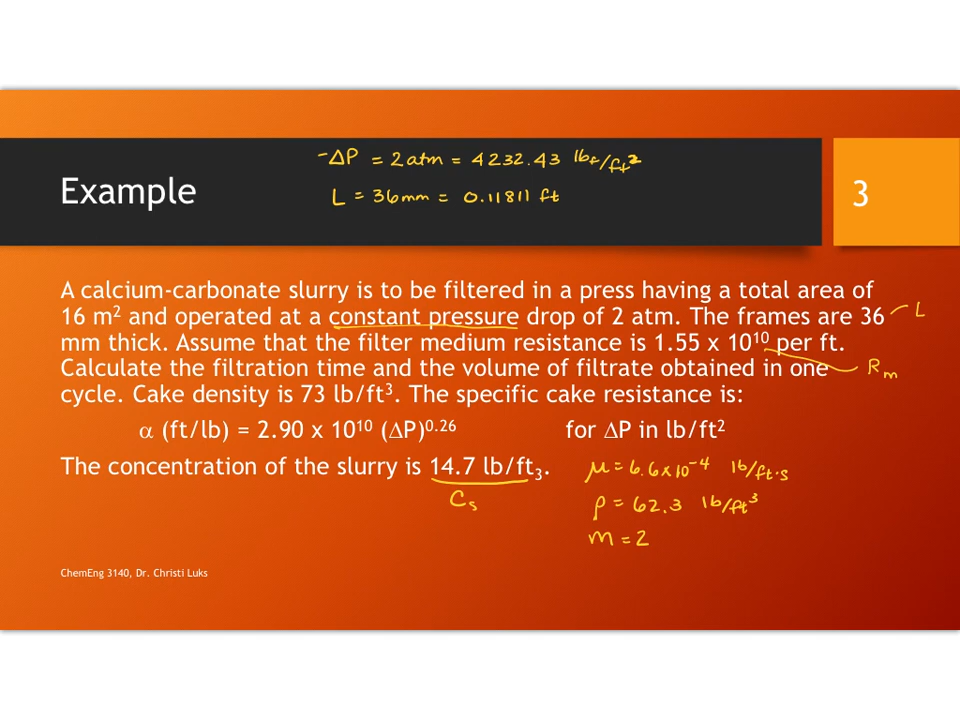 -ΔP = 2 atm = 4232.43 lbf/ft²
L = 36mm = 0.11811 ft
Example
3
A calcium-carbonate slurry is to be filtered in a press having a total area of
16 m² and operated at a constant pressure drop of 2 atm. The frames are 36 L
mm thick. Assume that the filter medium resistance is 1.55 x 10¹⁰ per ft.
Calculate the filtration time and the volume of filtrate obtained in one Rₘ
cycle. Cake density is 73 lb/ft³. The specific cake resistance is:
α (ft/lb) = 2.90 x 10¹⁰ (∆P)⁰·²⁶ for ∆P in lb/ft²
The concentration of the slurry is 14.7 lb/ft₃. μ = 6.6x10⁻⁴ lb/ft·s
Cₛ ρ = 62.3 lb/ft³
m = 2
ChemEng 3140, Dr. Christi Luks